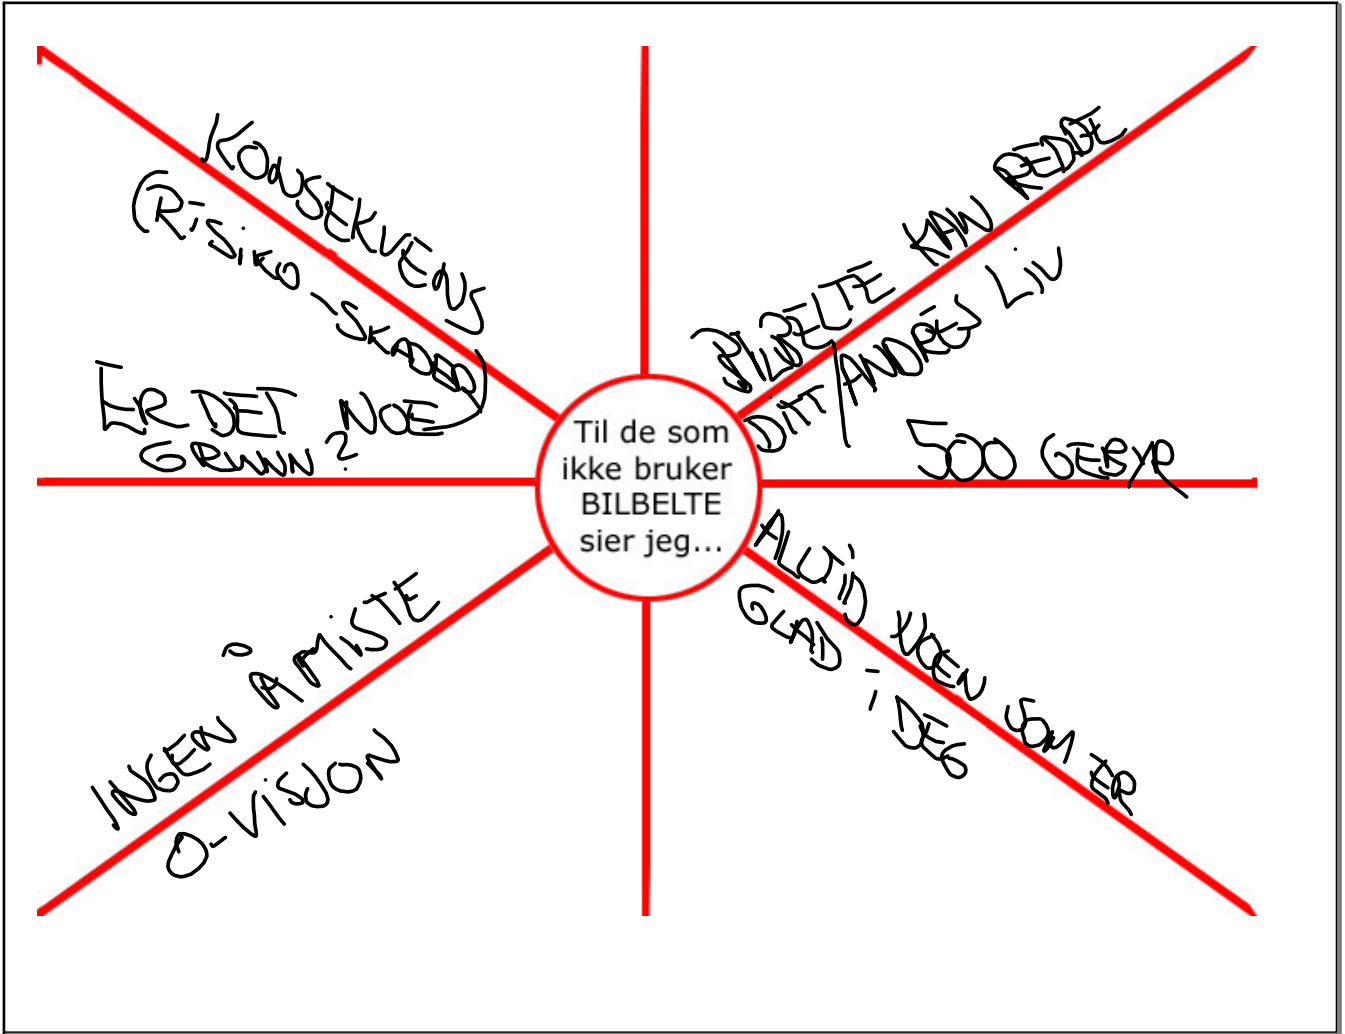 KONSEKVENS
(RiSiKO -SKADER)
ER DET NOE
GRUNN?
BILBELTE KAN REDDE
DITT/ANDRES LIV
500 GEBYR
Til de som
ikke bruker
BILBELTE
sier jeg...
ALLTID NOEN SOM ER
GLAD i DEG
INGEN Å MISTE
0-VISJON